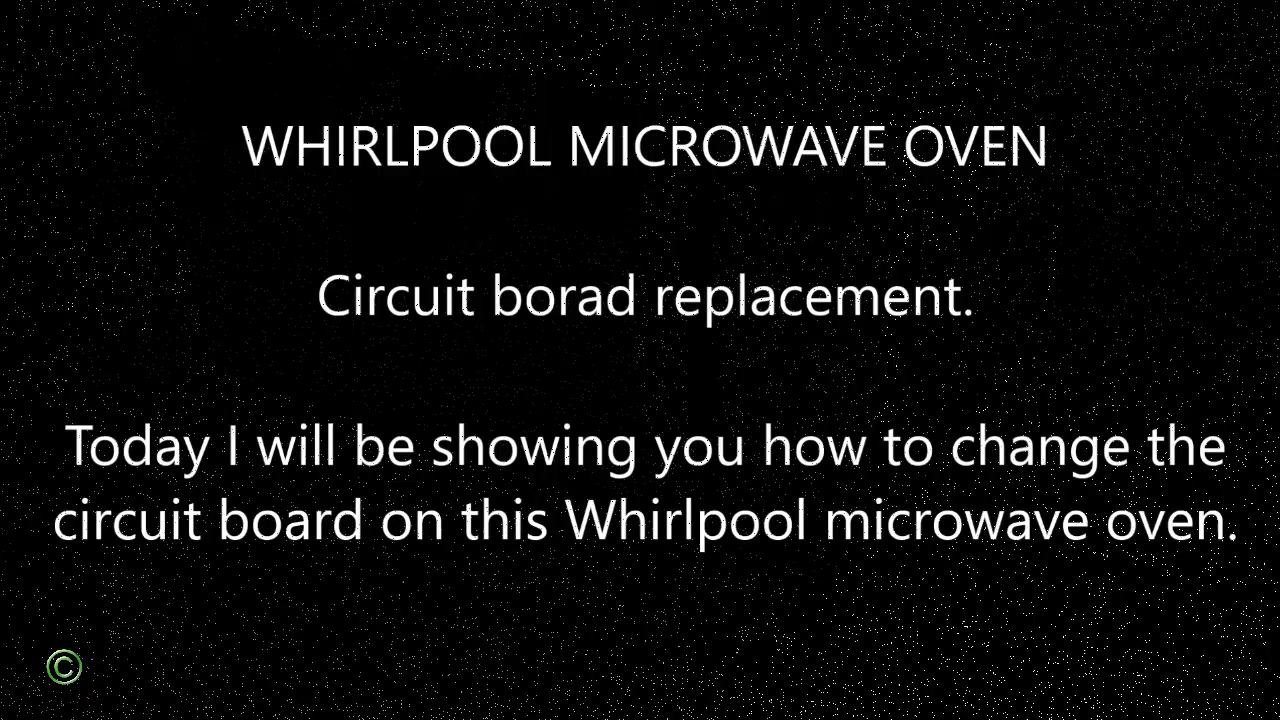 WHIRLPOOL MICROWAVE OVEN
Circuit borad replacement.
Today I will be showing you how to change the
circuit board on this Whirlpool microwave oven.
©